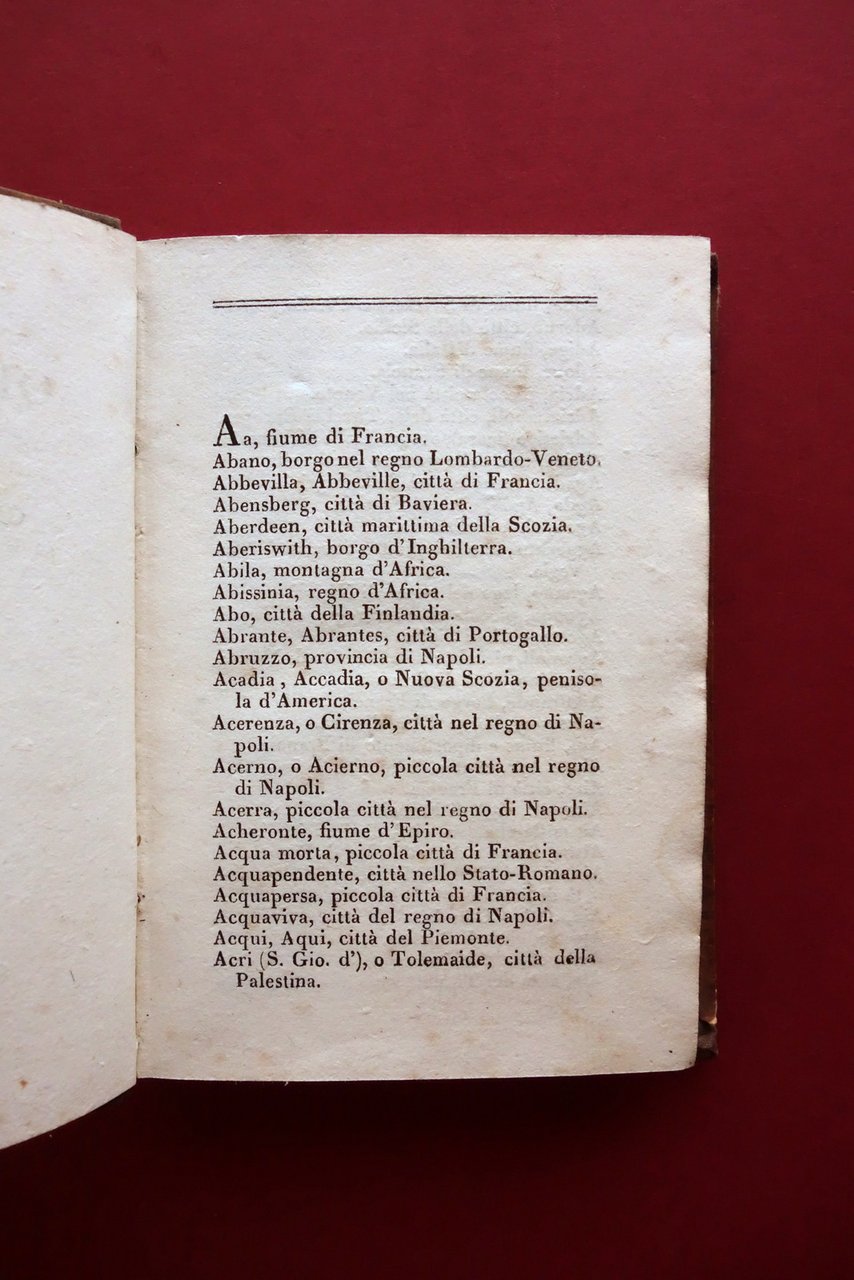 Aa, fiume di Francia.
Abano, borgo nel regno Lombardo-Veneto.
Abbevilla, Abbeville, città di Francia.
Abensberg, città di Baviera.
Aberdeen, città marittima della Scozia.
Aberiswith, borgo d'Inghilterra.
Abila, montagna d'Africa.
Abissinia, regno d'Africa.
Abo, città della Finlandia.
Abrante, Abrantes, città di Portogallo.
Abruzzo, provincia di Napoli.
Acadia, Accadia, o Nuova Scozia, peniso-
la d'America.
Acerenza, o Cirenza, città nel regno di Na-
poli.
Acerno, o Acierno, piccola città nel regno
di Napoli.
Acerra, piccola città nel regno di Napoli.
Acheronte, fiume d'Epiro.
Acqua morta, piccola città di Francia.
Acquapendente, città nello Stato-Romano.
Acquapersa, piccola città di Francia.
Acquaviva, città del regno di Napoli.
Acqui, Aqui, città del Piemonte.
Acri (S. Gio. d'), o Tolemaide, città della
Palestina.